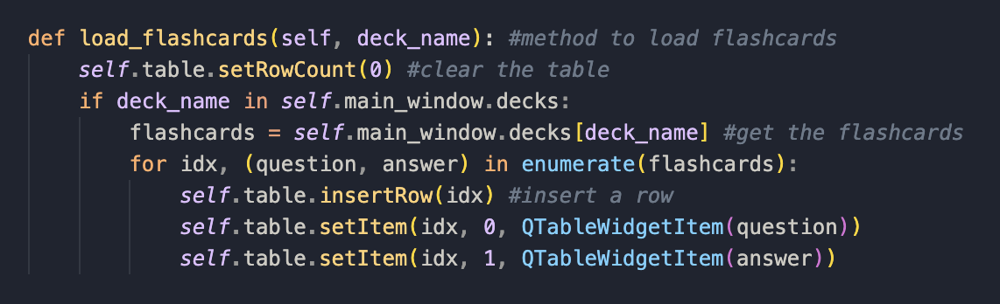 def load_flashcards(self, deck_name): #method to load flashcards
    self.table.setRowCount(0) #clear the table
    if deck_name in self.main_window.decks:
        flashcards = self.main_window.decks[deck_name] #get the flashcards
        for idx, (question, answer) in enumerate(flashcards):
            self.table.insertRow(idx) #insert a row
            self.table.setItem(idx, 0, QTableWidgetItem(question))
            self.table.setItem(idx, 1, QTableWidgetItem(answer))